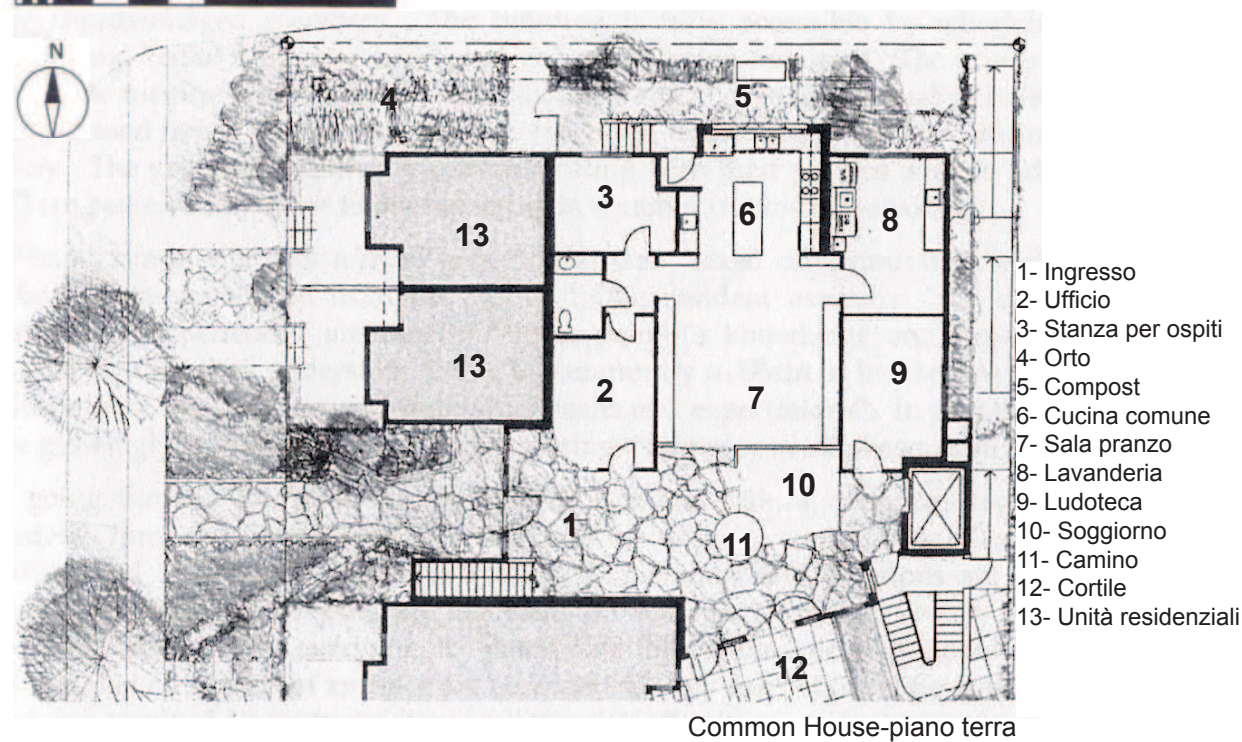 N
4
5
3
6
8
13
13
2
7
9
10
1
11
12
1- Ingresso
2- Ufficio
3- Stanza per ospiti
4- Orto
5- Compost
6- Cucina comune
7- Sala pranzo
8- Lavanderia
9- Ludoteca
10- Soggiorno
11- Camino
12- Cortile
13- Unità residenziali
Common House-piano terra